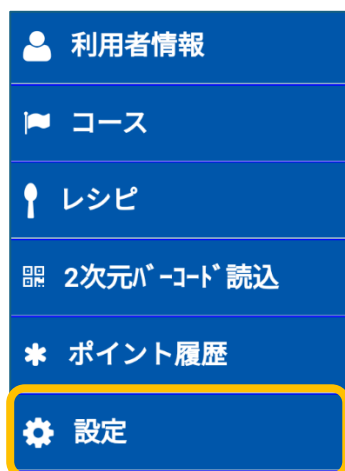 利用者情報
コース
レシピ
2次元ﾊﾞｰｺｰﾄﾞ読込
ポイント履歴
設定